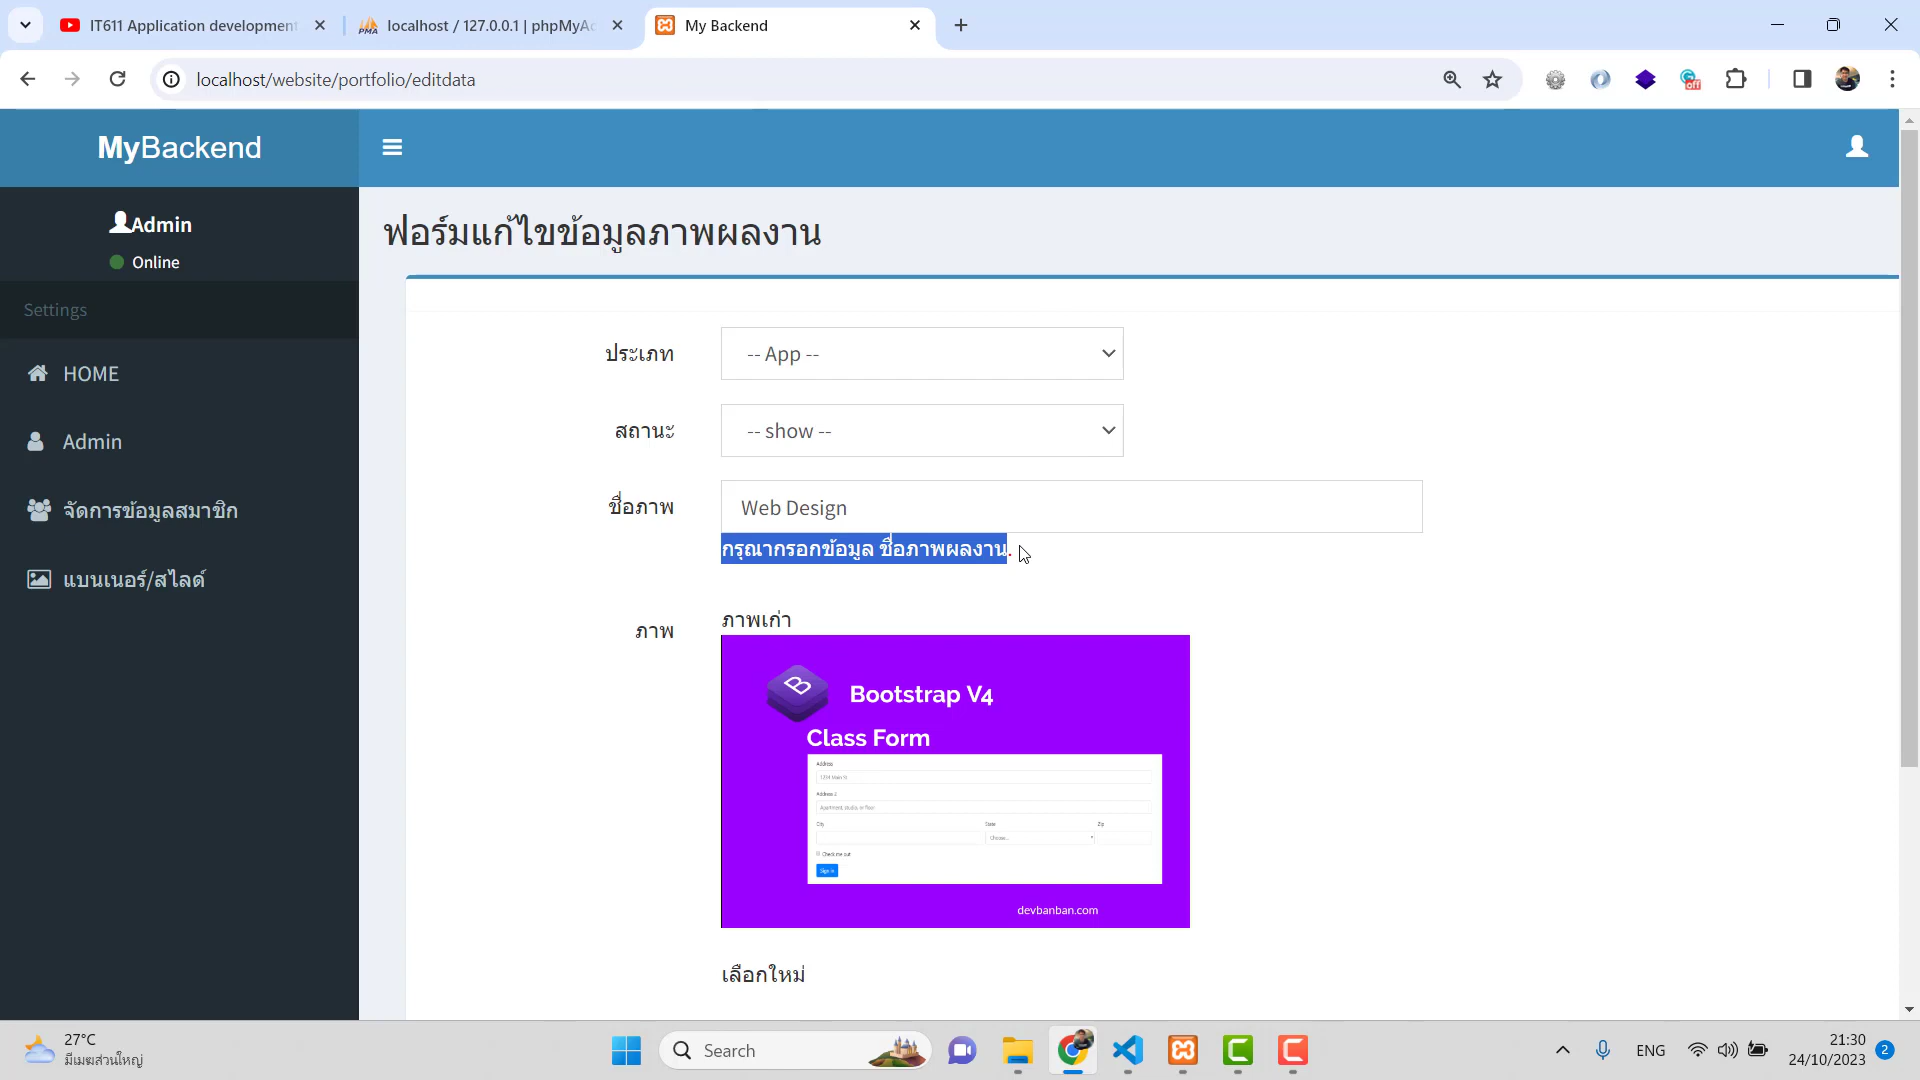 IT611 Application development
localhost / 127.0.0.1 | phpMyAd
My Backend
localhost/website/portfolio/editdata
MyBackend
Admin
Online
Settings
HOME
Admin
จัดการข้อมูลสมาชิก
แบนเนอร์/สไลด์
ฟอร์มแก้ไขข้อมูลภาพผลงาน
ประเภท
-- App --
สถานะ
-- show --
ชื่อภาพ
Web Design
กรุณากรอกข้อมูล ชื่อภาพผลงาน.
ภาพ
ภาพเก่า
Bootstrap V4
Class Form
Address
1234 Main St
Address 2
Apartment, studio, or floor
City
State
Zip
Choose...
Check me out
Sign in
devbanban.com
เลือกใหม่
27°C
มีเมฆส่วนใหญ่
Search
ENG
21:30
24/10/2023
2